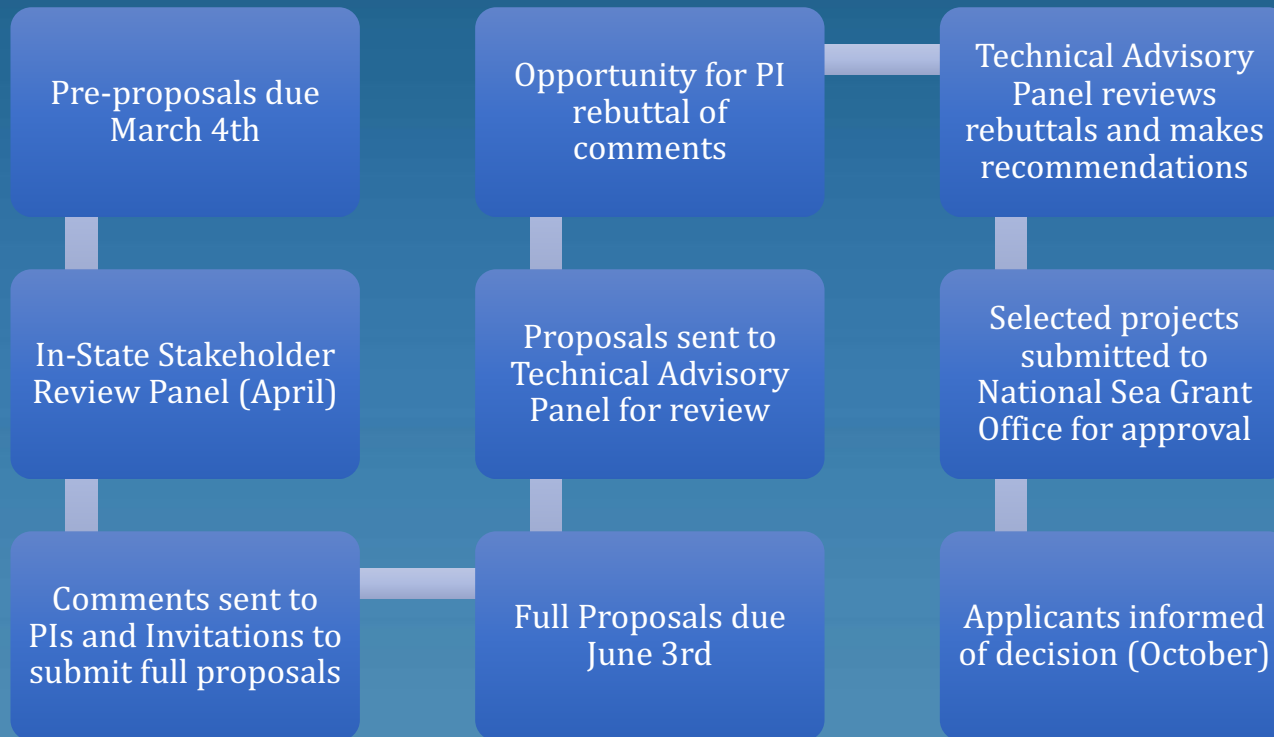 Pre-proposals due
March 4th
In-State Stakeholder
Review Panel (April)
Comments sent to
PIs and Invitations to
submit full proposals
Full Proposals due
June 3rd
Proposals sent to
Technical Advisory
Panel for review
Opportunity for PI
rebuttal of
comments
Technical Advisory
Panel reviews
rebuttals and makes
recommendations
Selected projects
submitted to
National Sea Grant
Office for approval
Applicants informed
of decision (October)